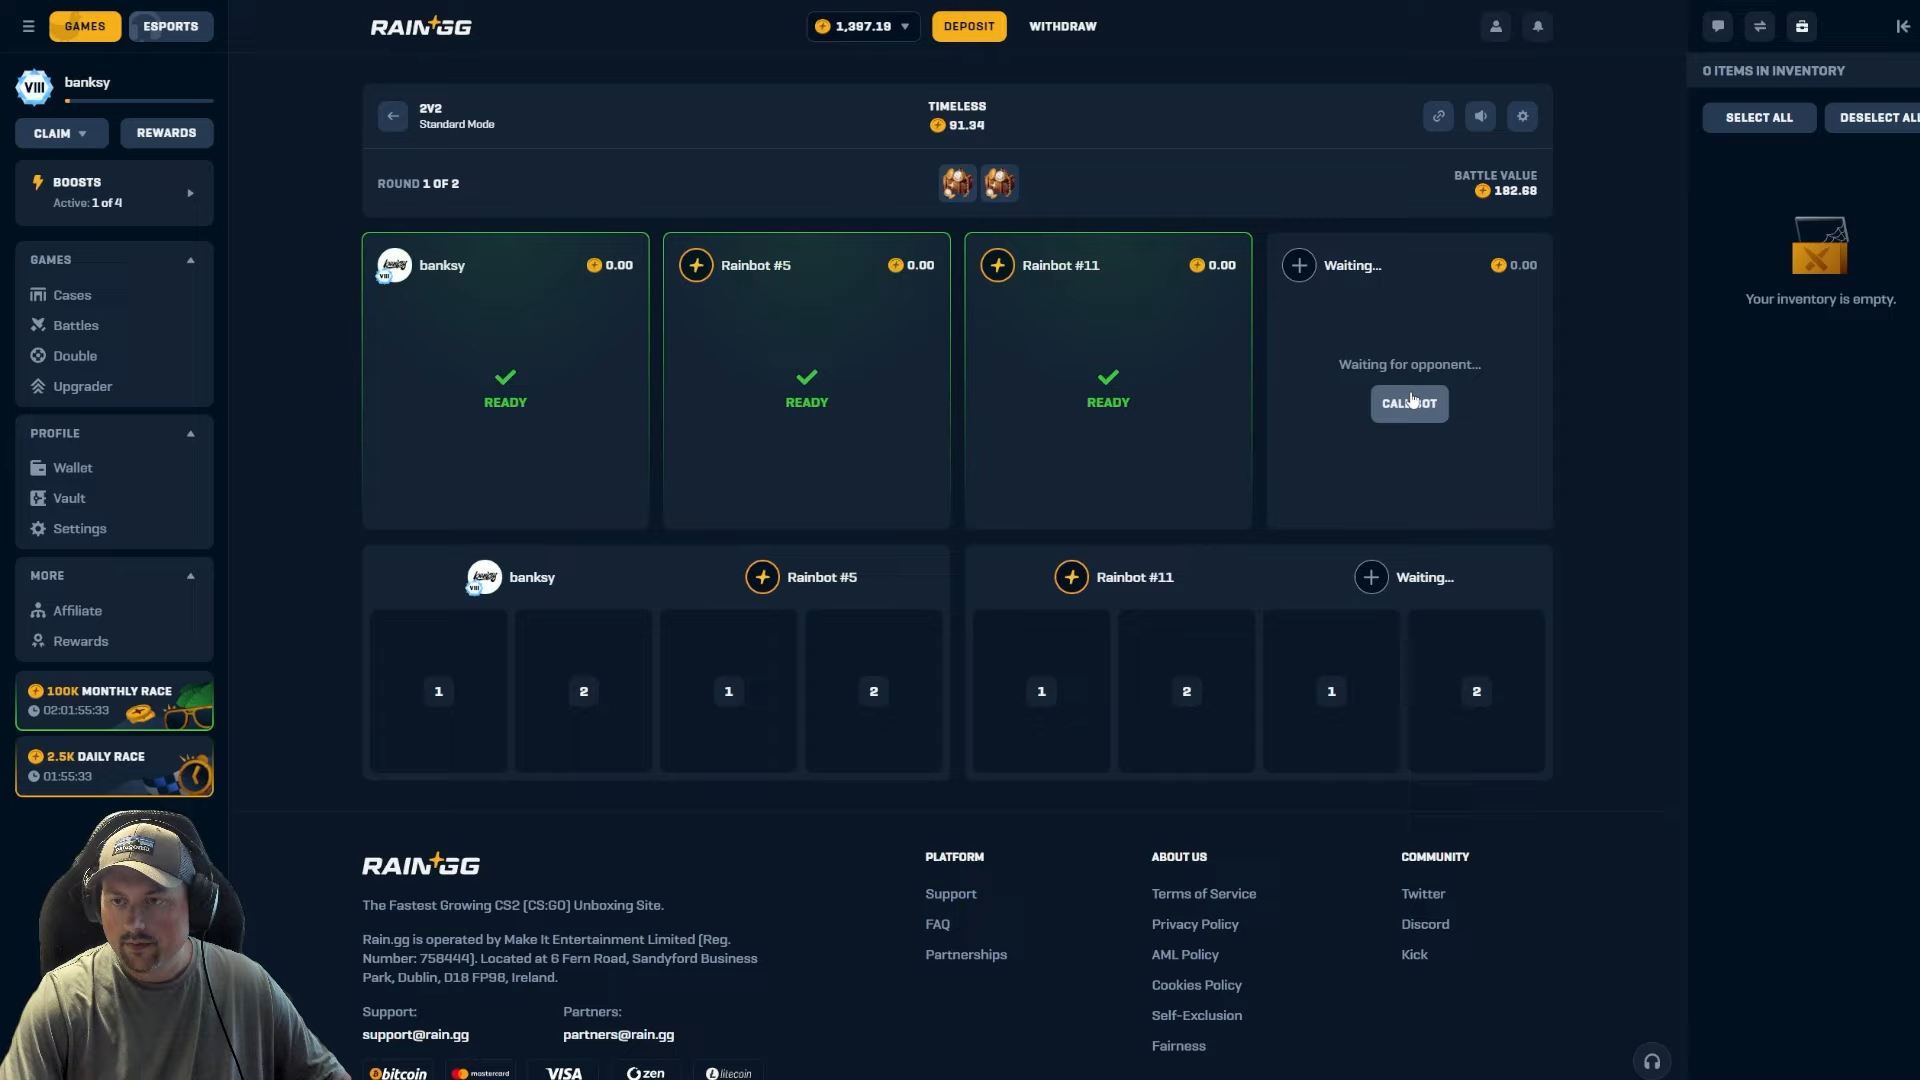 GAMES
ESPORTS
RAIN GG
1,397.19
DEPOSIT
WITHDRAW
VIII
banksy
CLAIM
REWARDS
BOOSTS
Active: 1 of 4
GAMES
Cases
Battles
Double
Upgrader
PROFILE
Wallet
Vault
Settings
MORE
Affiliate
Rewards
100K MONTHLY RACE
02:01:55:33
2.5K DAILY RACE
01:55:33
2V2
Standard Mode
TIMELESS
91.34
ROUND 1 OF 2
BATTLE VALUE
182.68
banksy
0.00
READY
Rainbot #5
0.00
READY
Rainbot #11
0.00
READY
Waiting...
0.00
Waiting for opponent...
banksy
Rainbot #5
Rainbot #11
Waiting...
1
2
1
2
1
2
1
2
0 ITEMS IN INVENTORY
SELECT ALL
DESELECT ALL
Your inventory is empty.
RAIN GG
The Fastest Growing CS2 [CS:GO] Unboxing Site.
Rain.gg is operated by Make It Entertainment Limited (Reg.
Number: 758444). Located at 6 Fern Road, Sandyford Business
Park, Dublin, D18 FP98, Ireland.
Support:
support@rain.gg
Partners:
partners@rain.gg
bitcoin
mastercard
VISA
zen
litecoin
PLATFORM
Support
FAQ
Partnerships
ABOUT US
Terms of Service
Privacy Policy
AML Policy
Cookies Policy
Self-Exclusion
Fairness
COMMUNITY
Twitter
Discord
Kick
patagonia